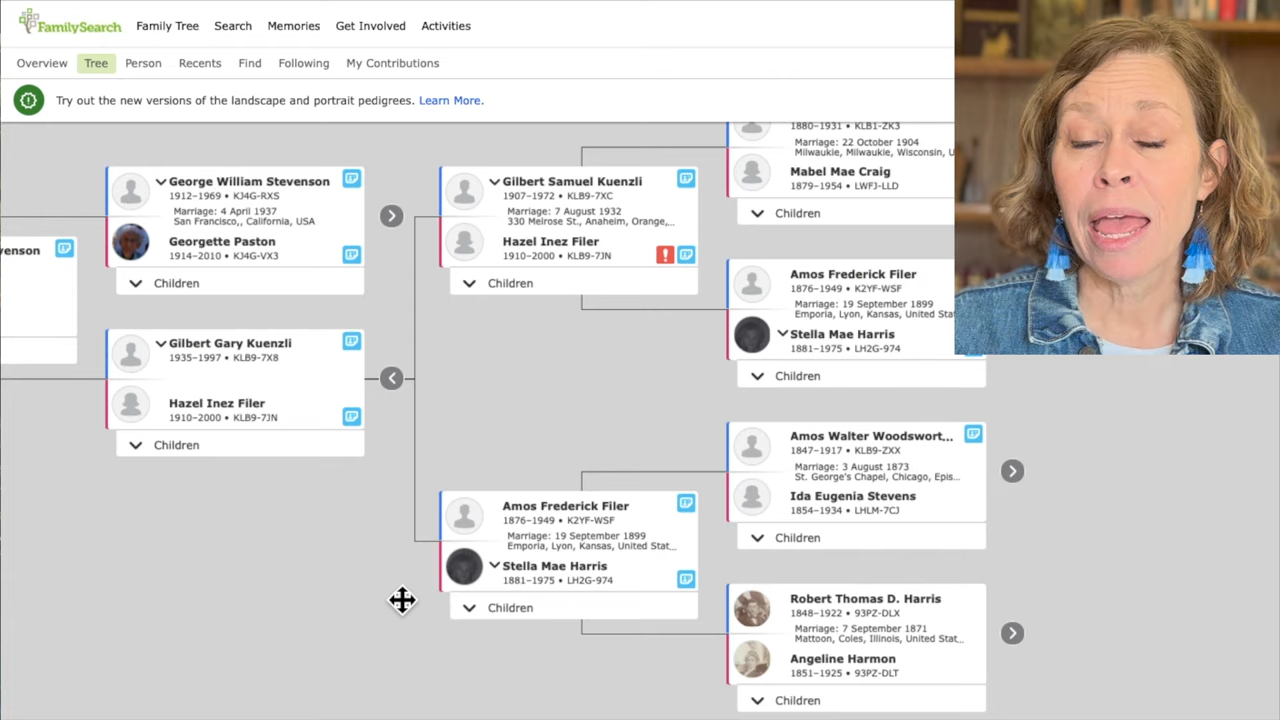 FamilySearch Family Tree Search Memories Get Involved Activities
Overview Tree Person Recents Find Following My Contributions
Try out the new versions of the landscape and portrait pedigrees. Learn More.
venson
George William Stevenson
1912–1969 • KJ4G-RXS
Marriage: 4 April 1937
San Francisco,, California, USA
Georgette Paston
1914–2010 • KJ4G-VX3
Children
Gilbert Gary Kuenzli
1935–1997 • KLB9-7X8
Hazel Inez Filer
1910–2000 • KLB9-7JN
Children
Gilbert Samuel Kuenzli
1907–1972 • KLB9-7XC
Marriage: 7 August 1932
330 Melrose St., Anaheim, Orange,...
Hazel Inez Filer
1910–2000 • KLB9-7JN
Children
Amos Frederick Filer
1876–1949 • K2YF-WSF
Marriage: 19 September 1899
Emporia, Lyon, Kansas, United Stat...
Stella Mae Harris
1881–1975 • LH2G-974
Children
1880–1931 • KLB1-ZK3
Marriage: 22 October 1904
Milwaukie, Milwaukie, Wisconsin, U
Mabel Mae Craig
1879–1954 • LWFJ-LLD
Children
Amos Frederick Filer
1876–1949 • K2YF-WSF
Marriage: 19 September 1899
Emporia, Lyon, Kansas, United Sta
Stella Mae Harris
1881–1975 • LH2G-974
Children
Amos Walter Woodswort...
1847–1917 • KLB9-ZXX
Marriage: 3 August 1873
St. George's Chapel, Chicago, Epis...
Ida Eugenia Stevens
1854–1934 • LHLM-7CJ
Children
Robert Thomas D. Harris
1848–1922 • 93PZ-DLX
Marriage: 7 September 1871
Mattoon, Coles, Illinois, United Stat...
Angeline Harmon
1851–1925 • 93PZ-DLT
Children